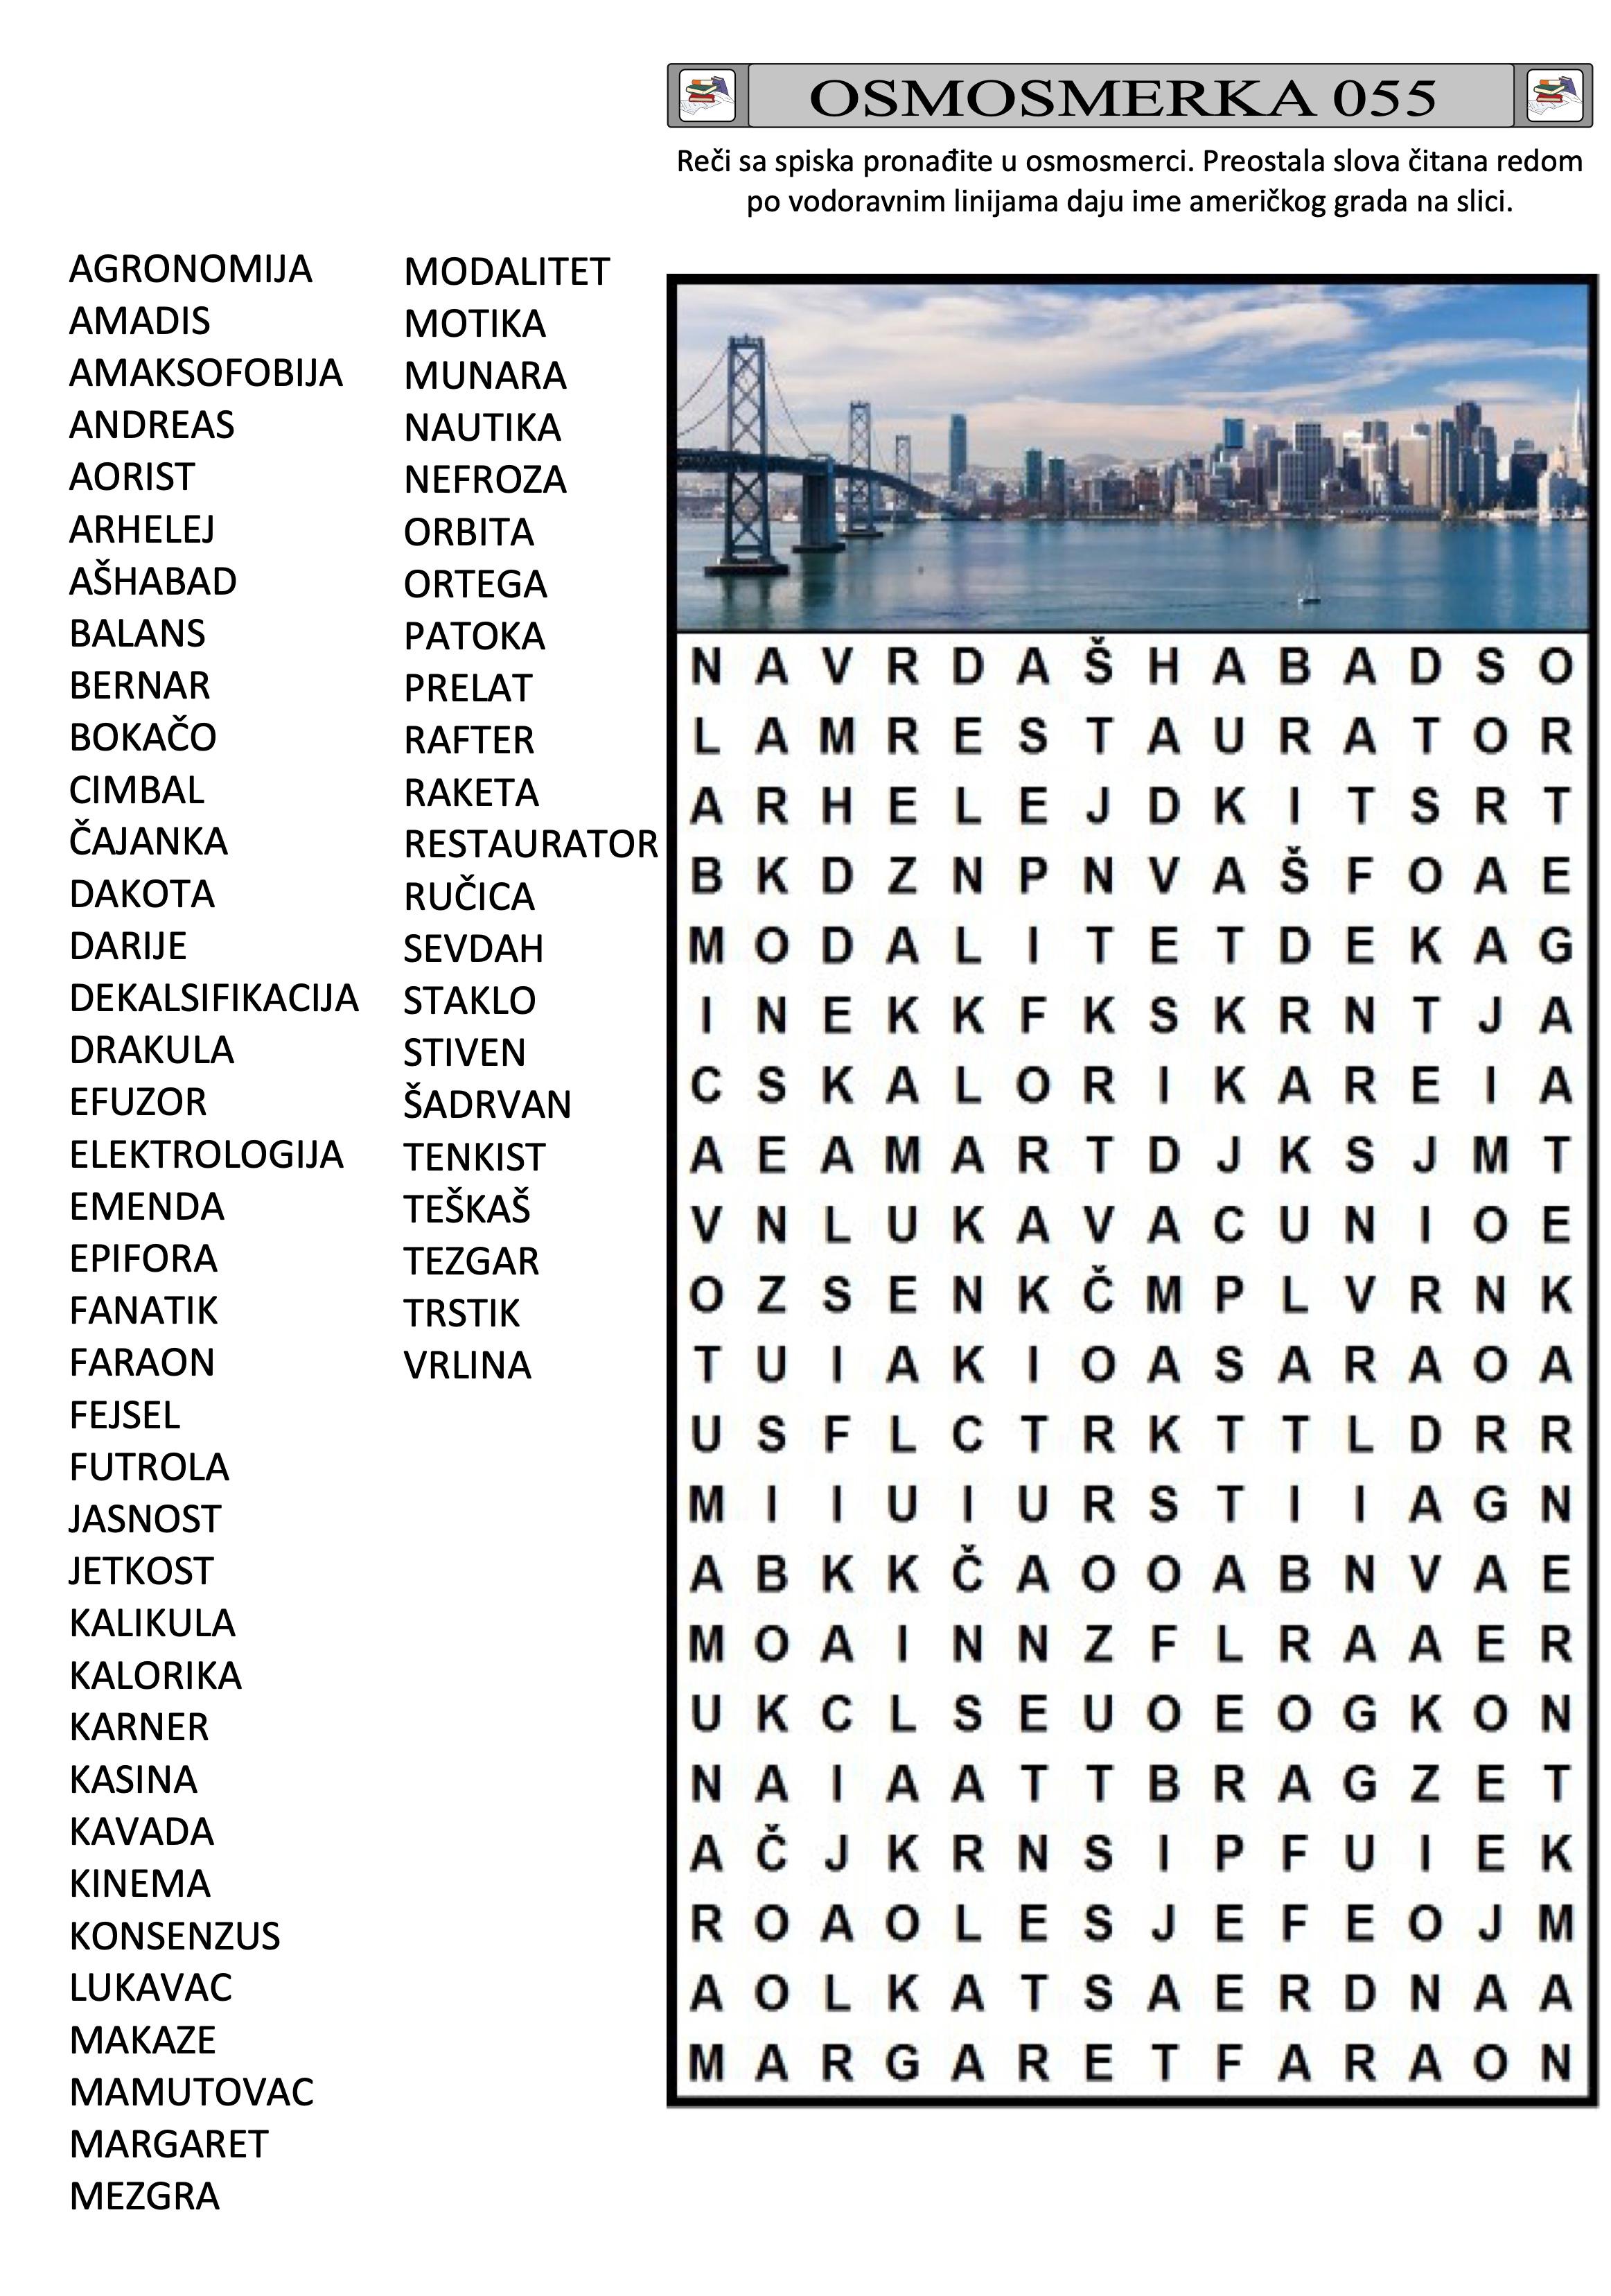 OSMOSMERKA 055
Reči sa spiska pronađite u osmosmerci. Preostala slova čitana redom
po vodoravnim linijama daju ime američkog grada na slici.
AGRONOMIJA
AMADIS
AMAKSOFOBIJA
ANDREAS
AORIST
ARHELEJ
AŠHABAD
BALANS
BERNAR
BOKAČO
CIMBAL
ČAJANKA
DAKOTA
DARIJE
DEKALSIFIKACIJA
DRAKULA
EFUZOR
ELEKTROLOGIJA
EMENDA
EPIFORA
FANATIK
FARAON
FEJSEL
FUTROLA
JASNOST
JETKOST
KALIKULA
KALORIKA
KARNER
KASINA
KAVADA
KINEMA
KONSENZUS
LUKAVAC
MAKAZE
MAMUTOVAC
MARGARET
MEZGRA
MODALITET
MOTIKA
MUNARA
NAUTIKA
NEFROZA
ORBITA
ORTEGA
PATOKA
PRELAT
RAFTER
RAKETA
RESTAURATOR
RUČICA
SEVDAH
STAKLO
STIVEN
ŠADRVAN
TENKIST
TEŠKAŠ
TEZGAR
TRSTIK
VRLINA
N A V R D A Š H A B A D S O
L A M R E S T A U R A T O R
A R H E L E J D K I T S R T
B K D Z N P N V A Š F O A E
M O D A L I T E T D E K A G
I N E K K F K S K R N T J A
C S K A L O R I K A R E I A
A E A M A R T D J K S J M T
V N L U K A V A C U N I O E
O Z S E N K Č M P L V R N K
T U I A K I O A S A R A O A
U S F L C T R K T T L D R R
M I I U I U R S T I I A G N
A B K K Č A O O A B N V A E
M O A I N N Z F L R A A E R
U K C L S E U O E O G K O N
N A I A A T T B R A G Z E T
A Č J K R N S I P F U I E K
R O A O L E S J E F E O J M
A O L K A T S A E R D N A A
M A R G A R E T F A R A O N